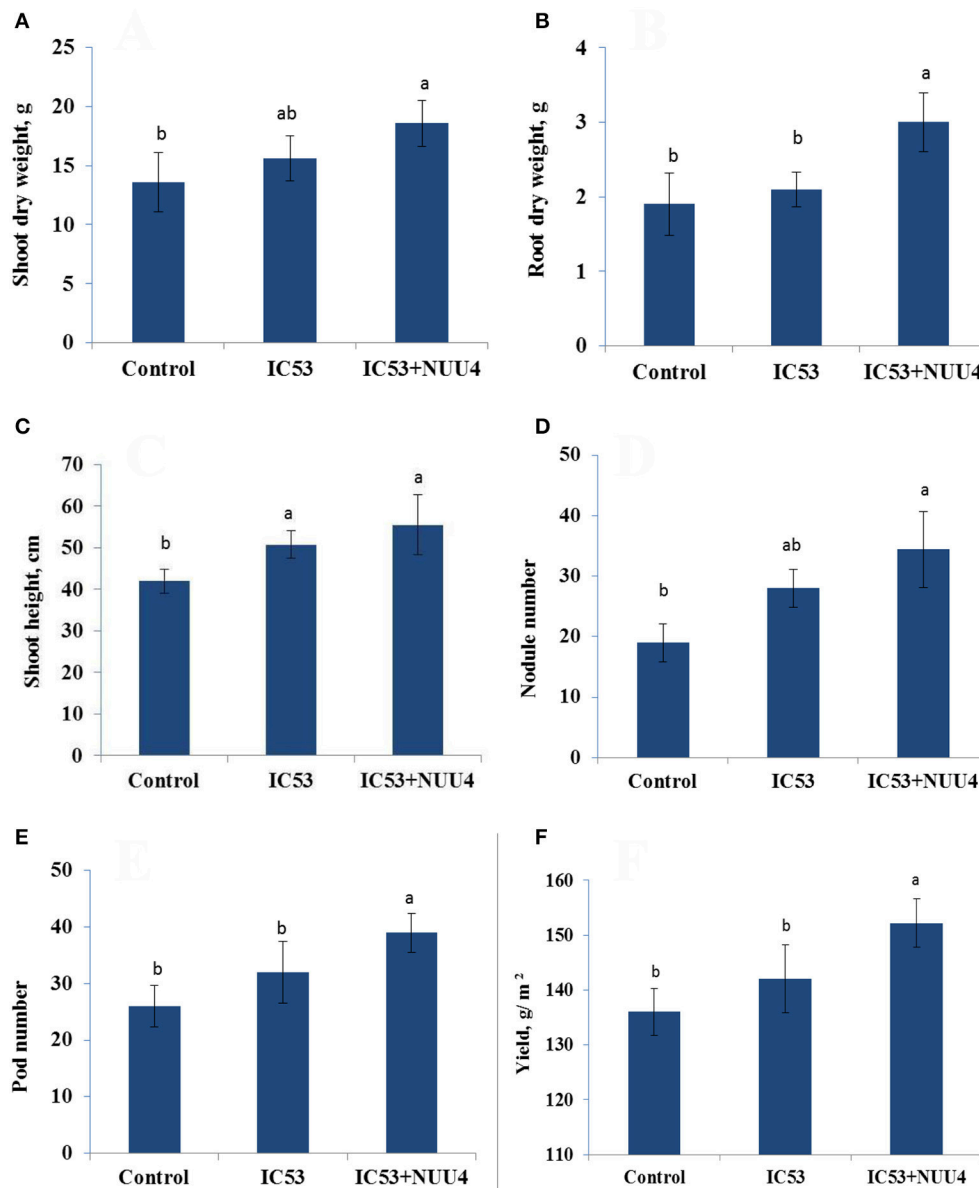 A
A
Shoot dry weight, g
25
20
15
10
5
0
b
ab
a
Control
IC53
IC53+NUU4
B
B
Root dry weight, g
4
3
2
1
0
b
b
a
Control
IC53
IC53+NUU4
C
C
Shoot height, cm
70
60
50
40
30
20
10
0
b
a
a
Control
IC53
IC53+NUU4
D
D
Nodule number
50
40
30
20
10
0
b
ab
a
Control
IC53
IC53+NUU4
E
E
Pod number
50
40
30
20
10
0
b
b
a
Control
IC53
IC53+NUU4
F
F
Yield, g/ m ²
160
150
140
130
120
110
b
b
a
Control
IC53
IC53+NUU4